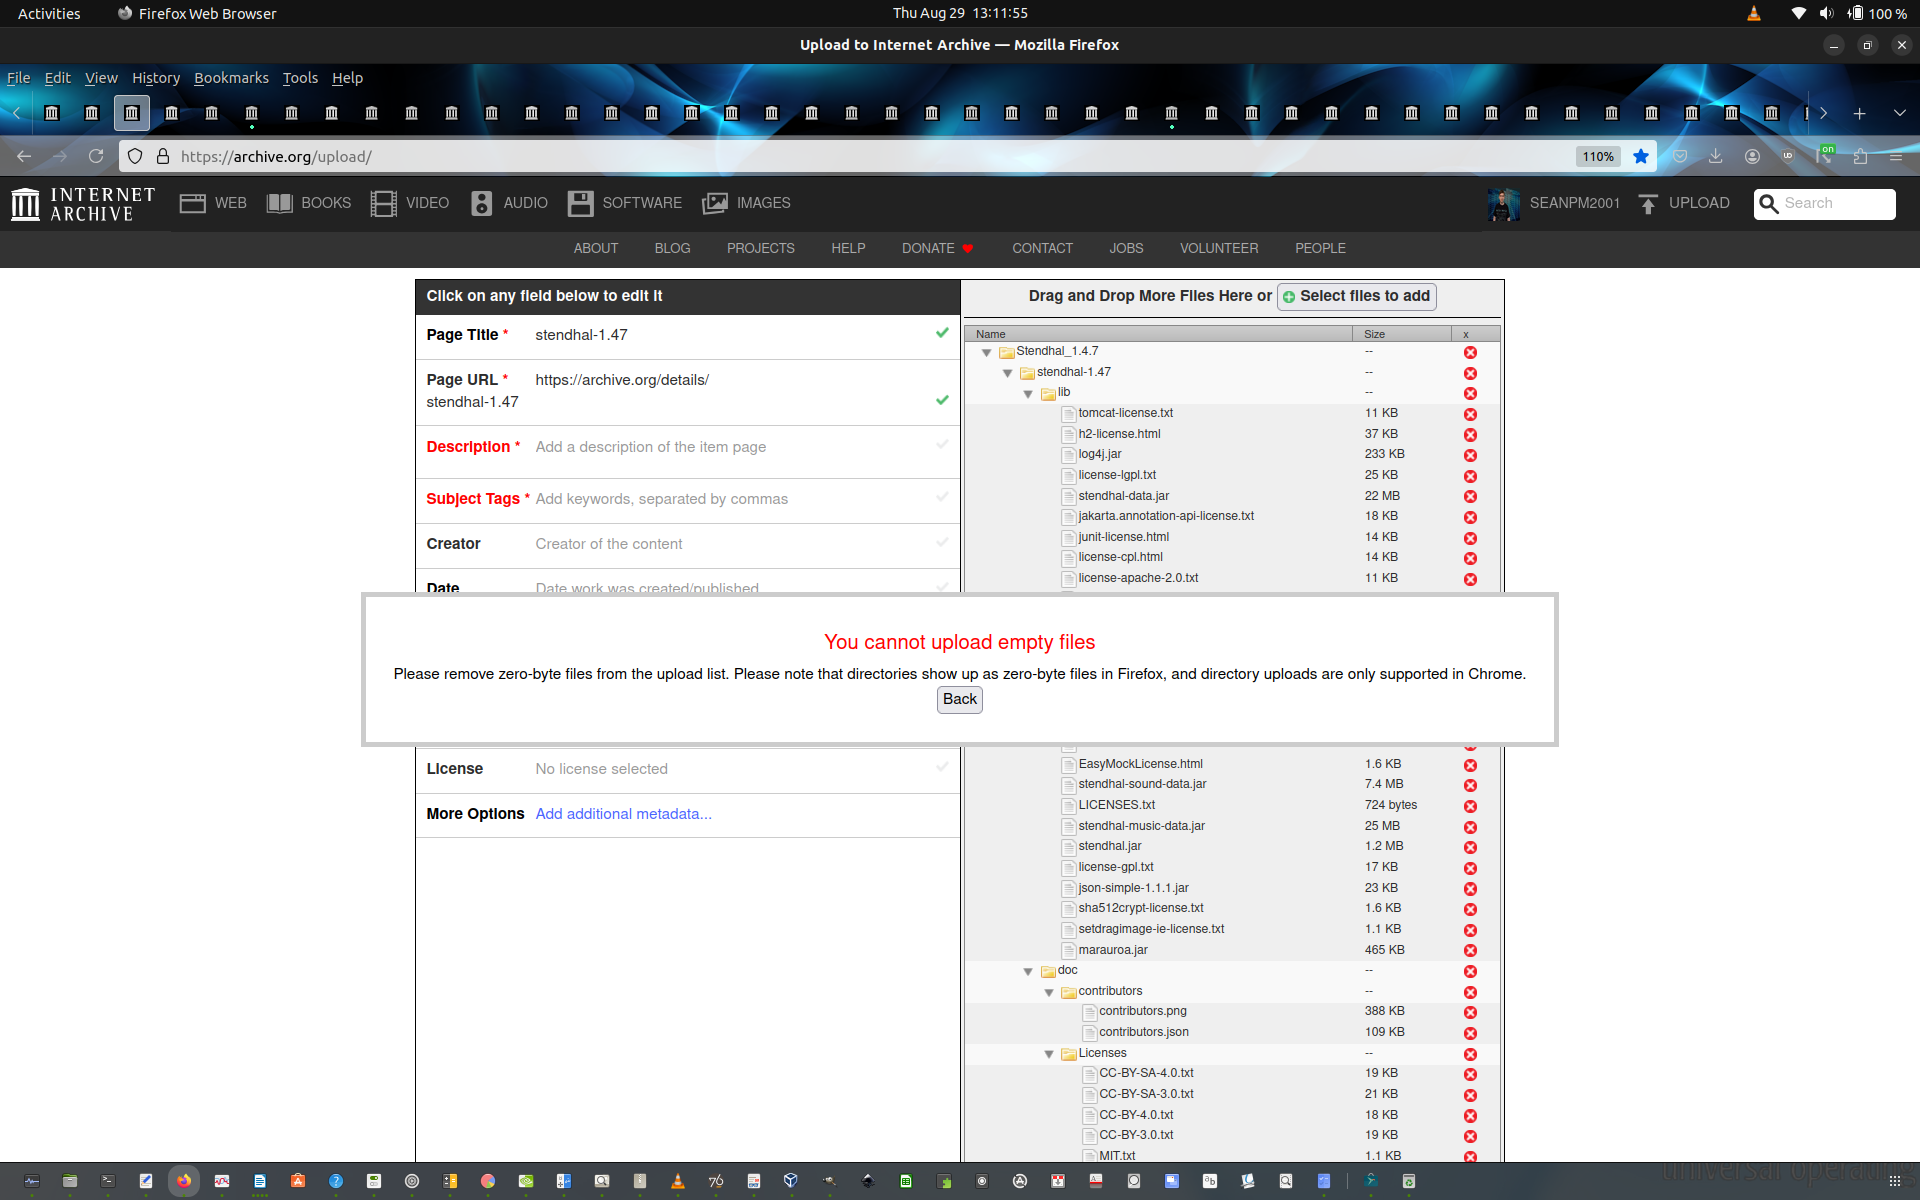 Activities
Firefox Web Browser
Thu Aug 29 13:11:55
100 %
Upload to Internet Archive — Mozilla Firefox
File Edit View History Bookmarks Tools Help
https://archive.org/upload/
110%
on
INTERNET ARCHIVE
WEB BOOKS VIDEO AUDIO SOFTWARE IMAGES
SEANPM2001 UPLOAD Search
ABOUT BLOG PROJECTS HELP DONATE CONTACT JOBS VOLUNTEER PEOPLE
Click on any field below to edit it
Page Title * stendhal-1.47
Page URL * https://archive.org/details/
stendhal-1.47
Description * Add a description of the item page
Subject Tags * Add keywords, separated by commas
Creator Creator of the content
Date Date work was created/published
Drag and Drop More Files Here or Select files to add
Name Size x
Stendhal_1.4.7 --
stendhal-1.47 --
lib --
tomcat-license.txt 11 KB
h2-license.html 37 KB
log4j.jar 233 KB
license-lgpl.txt 25 KB
stendhal-data.jar 22 MB
jakarta.annotation-api-license.txt 18 KB
junit-license.html 14 KB
license-cpl.html 14 KB
license-apache-2.0.txt 11 KB
You cannot upload empty files
Please remove zero-byte files from the upload list. Please note that directories show up as zero-byte files in Firefox, and directory uploads are only supported in Chrome.
Back
License No license selected
More Options Add additional metadata...
EasyMockLicense.html 1.6 KB
stendhal-sound-data.jar 7.4 MB
LICENSES.txt 724 bytes
stendhal-music-data.jar 25 MB
stendhal.jar 1.2 MB
license-gpl.txt 17 KB
json-simple-1.1.1.jar 23 KB
sha512crypt-license.txt 1.6 KB
setdragimage-ie-license.txt 1.1 KB
marauroa.jar 465 KB
doc --
contributors --
contributors.png 388 KB
contributors.json 109 KB
Licenses --
CC-BY-SA-4.0.txt 19 KB
CC-BY-SA-3.0.txt 21 KB
CC-BY-4.0.txt 18 KB
CC-BY-3.0.txt 19 KB
MIT.txt 1.1 KB
universal operating